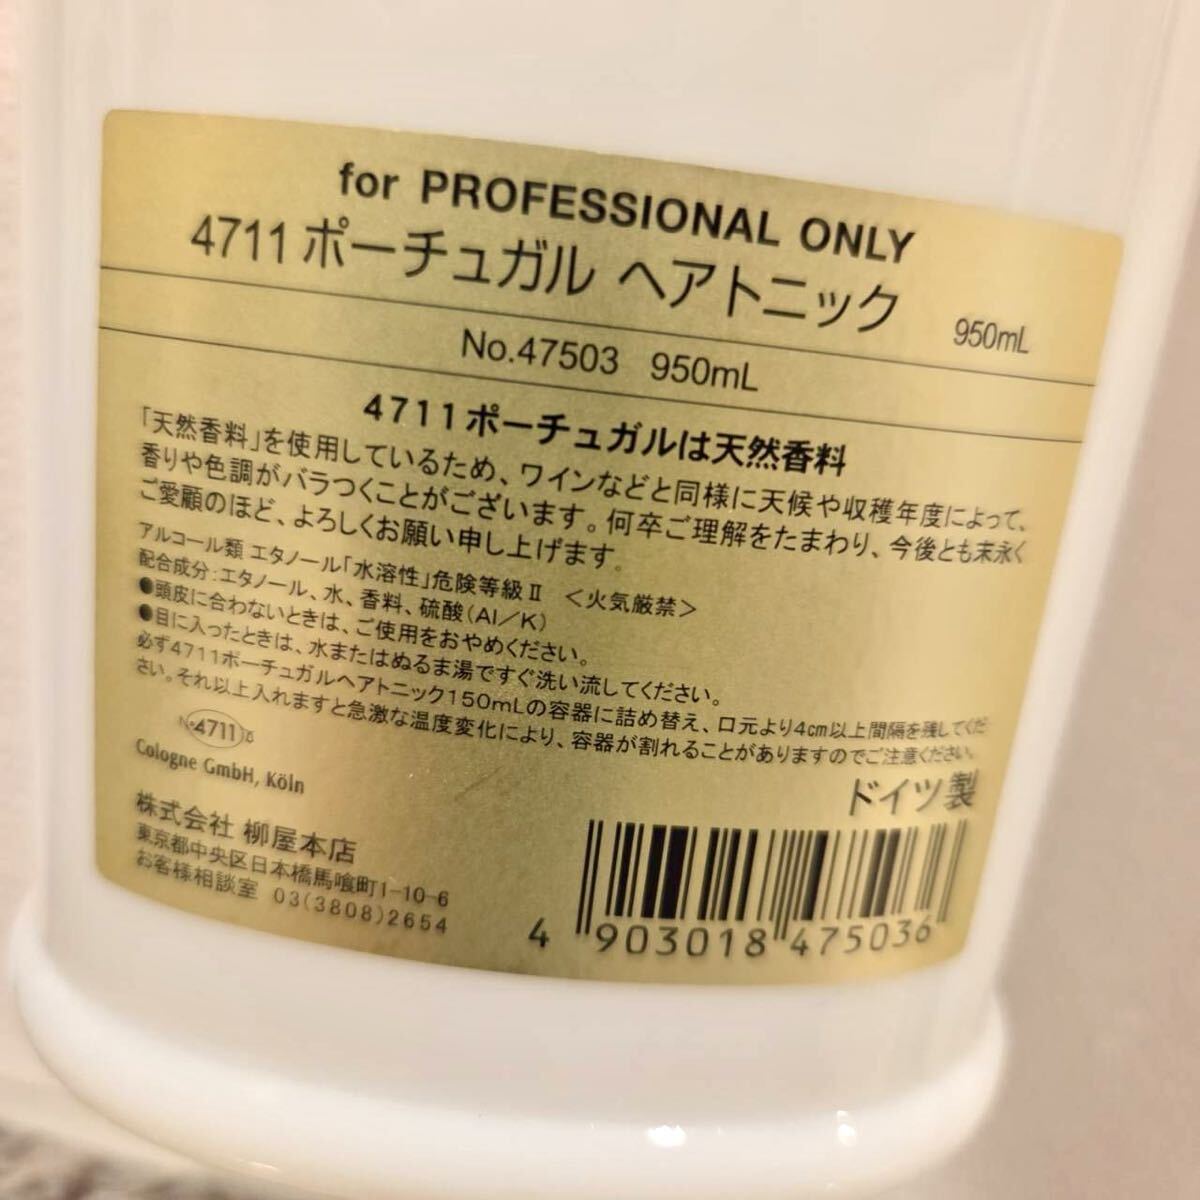 for PROFESSIONAL ONLY
4711ポーチュガル ヘアトニック 950mL
No.47503 950mL
4711ポーチュガルは天然香料
「天然香料」を使用しているため、ワインなどと同様に天候や収穫年度によって、
香りや色調がバラつくことがございます。何卒ご理解をたまわり、今後とも末永く
ご愛顧のほど、よろしくお願い申し上げます。
アルコール類 エタノール「水溶性」危険等級Ⅱ <火気厳禁>
配合成分:エタノール、水、香料、硫酸(Al/K)
●頭皮に合わないときは、ご使用をおやめください。
●目に入ったときは、水またはぬるま湯ですぐ洗い流してください。
必ず4711ポーチュガルヘアトニック150mLの容器に詰め替え、口元より4cm以上間隔を残してくだ
さい。それ以上入れますと急激な温度変化により、容器が割れることがありますのでご注意ください。
No 4711
Cologne GmbH, Köln
ドイツ製
株式会社 柳屋本店
東京都中央区日本橋馬喰町1-10-6
お客様相談室 03(3808)2654
4 903018 475036